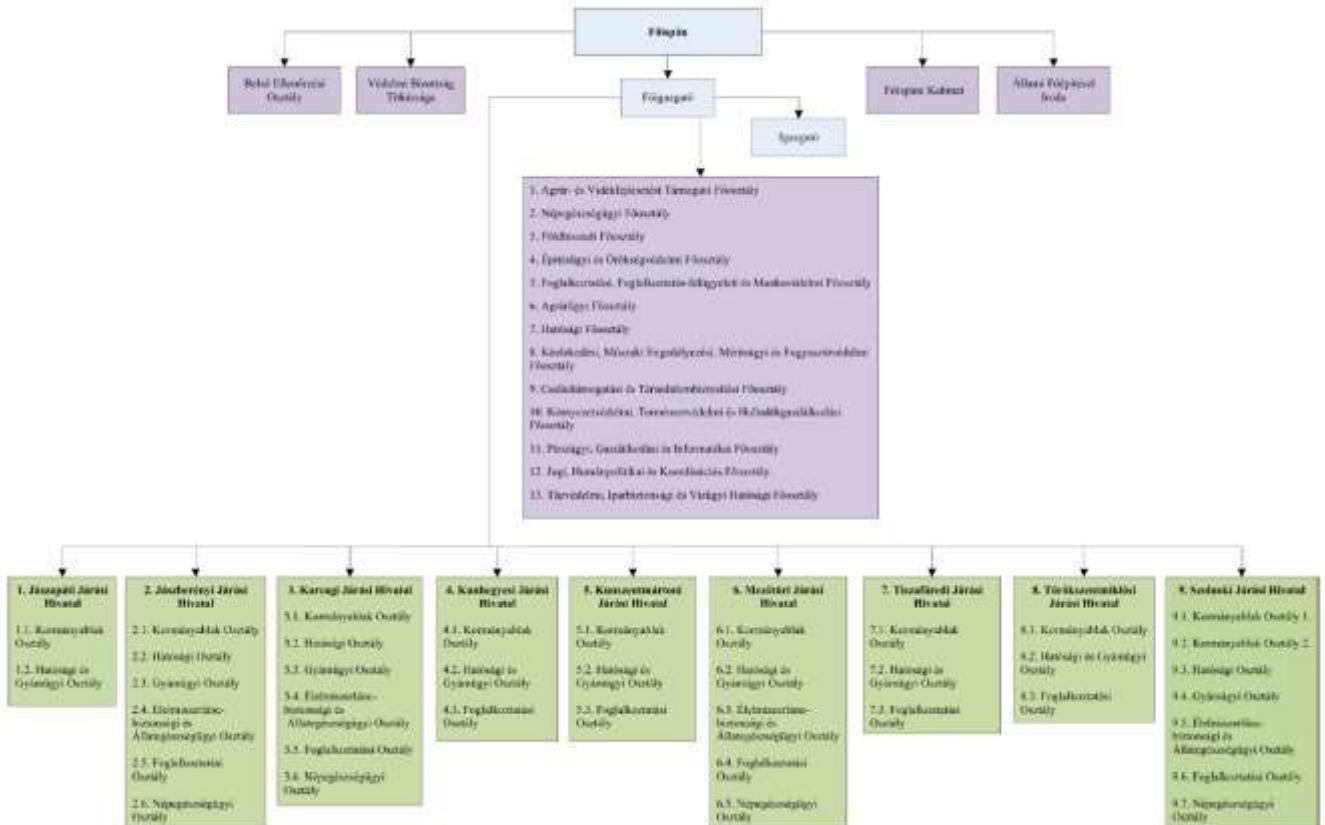 Főispán
Belső Ellenőrzési
Osztály
Védelmi Bizottság
Titkársága
Főispáni Kabinet
Állami Főépítészi
Iroda
Főigazgató
Igazgató
1. Agrár- és Vidékfejlesztést Támogató Főosztály
2. Népegészségügyi Főosztály
3. Földhivatali Főosztály
4. Építésügyi és Örökségvédelmi Főosztály
5. Foglalkoztatási, Foglalkoztatás-felügyeleti és Munkavédelmi Főosztály
6. Agrárügyi Főosztály
7. Hatósági Főosztály
8. Közlekedési, Műszaki Engedélyezési, Mérésügyi és Fogyasztóvédelmi
Főosztály
9. Családtámogatási és Társadalombiztosítási Főosztály
10. Környezetvédelmi, Természetvédelmi és Hulladékgazdálkodási
Főosztály
11. Pénzügyi, Gazdálkodási és Informatikai Főosztály
12. Jogi, Humánpolitikai és Koordinációs Főosztály
13. Tűzvédelmi, Iparbiztonsági és Vízügyi Hatósági Főosztály
1. Jászapáti Járási
Hivatal
1.1. Kormányablak
Osztály
1.2. Hatósági és
Gyámügyi Osztály
2. Jászberényi Járási
Hivatal
2.1. Kormányablak Osztály
2.2. Hatósági Osztály
2.3. Gyámügyi Osztály
2.4. Élelmiszerlánc-
biztonsági és
Állategészségügyi Osztály
2.5. Foglalkoztatási
Osztály
2.6. Népegészségügyi
Osztály
3. Karcagi Járási Hivatal
3.1. Kormányablak Osztály
3.2. Hatósági Osztály
3.3. Gyámügyi Osztály
3.4. Élelmiszerlánc-
biztonsági és
Állategészségügyi Osztály
3.5. Foglalkoztatási Osztály
3.6. Népegészségügyi
Osztály
4. Kunhegyesi Járási
Hivatal
4.1. Kormányablak
Osztály
4.2. Hatósági és
Gyámügyi Osztály
4.3. Foglalkoztatási
Osztály
5. Kunszentmártoni
Járási Hivatal
5.1. Kormányablak
Osztály
5.2. Hatósági és
Gyámügyi Osztály
5.3. Foglalkoztatási
Osztály
6. Mezőtúri Járási
Hivatal
6.1. Kormányablak
Osztály
6.2. Hatósági és
Gyámügyi Osztály
6.3. Élelmiszerlánc-
biztonsági és
Állategészségügyi Osztály
6.4. Foglalkoztatási
Osztály
6.5. Népegészségügyi
Osztály
7. Tiszafüredi Járási
Hivatal
7.1. Kormányablak
Osztály
7.2. Hatósági és
Gyámügyi Osztály
7.3. Foglalkoztatási
Osztály
8. Törökszentmiklósi
Járási Hivatal
8.1. Kormányablak Osztály
8.2. Hatósági és Gyámügyi
Osztály
8.3. Foglalkoztatási
Osztály
9. Szolnoki Járási Hivatal
9.1. Kormányablak Osztály 1.
9.2. Kormányablak Osztály 2.
9.3. Hatósági Osztály
9.4. Gyámügyi Osztály
9.5. Élelmiszerlánc-
biztonsági és
Állategészségügyi Osztály
9.6. Foglalkoztatási Osztály
9.7. Népegészségügyi
Osztály